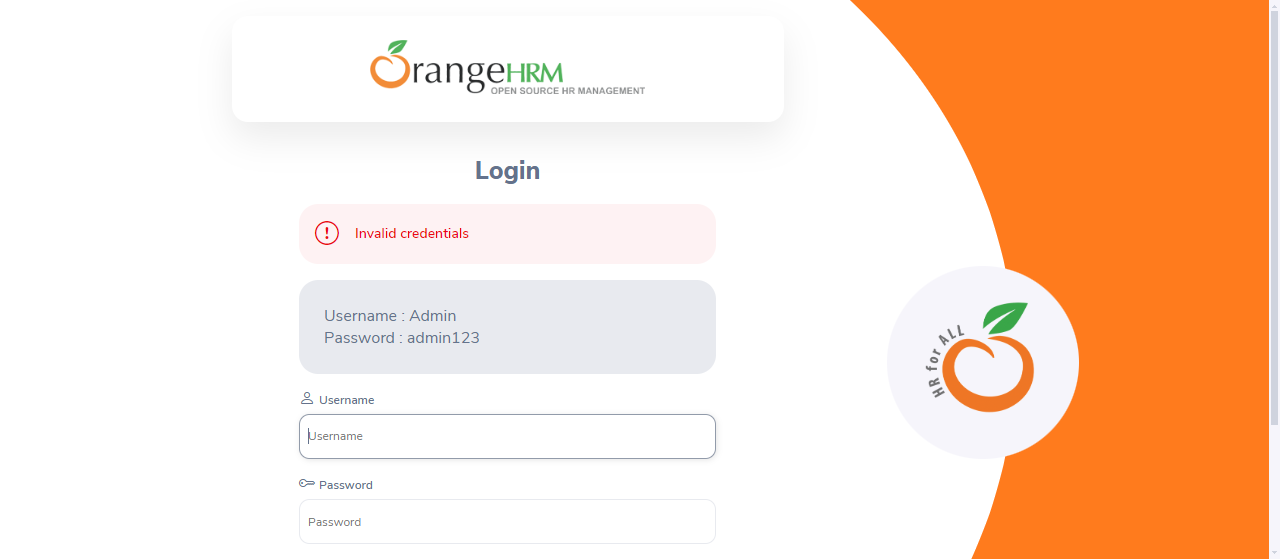 OrangeHRM
OPEN SOURCE HR MANAGEMENT
Login
Invalid credentials
Username : Admin
Password : admin123
Username
Username
Password
Password
HR for ALL